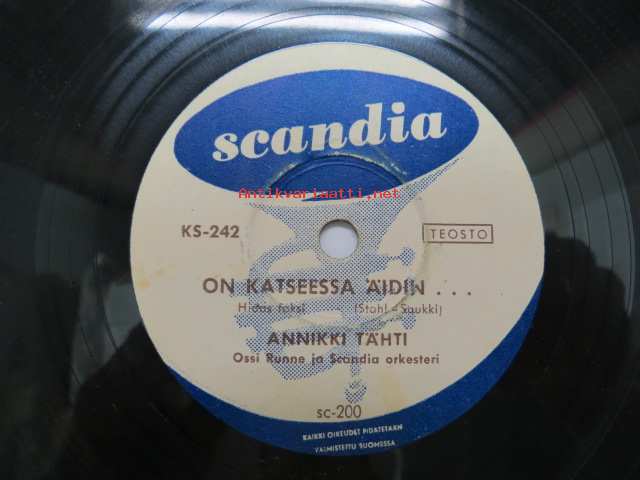 scandia
Antikvariaatti.net
KS-242
TEOSTO
ON KATSEESSA ÄIDIN . . .
Hidas foksi (Stahl - Saukki)
ANNIKKI TÄHTI
Ossi Runne ja Scandia orkesteri
sc-200
KAIKKI OIKEUDET PIDÄTETÄÄN
VALMISTETTU SUOMESSA